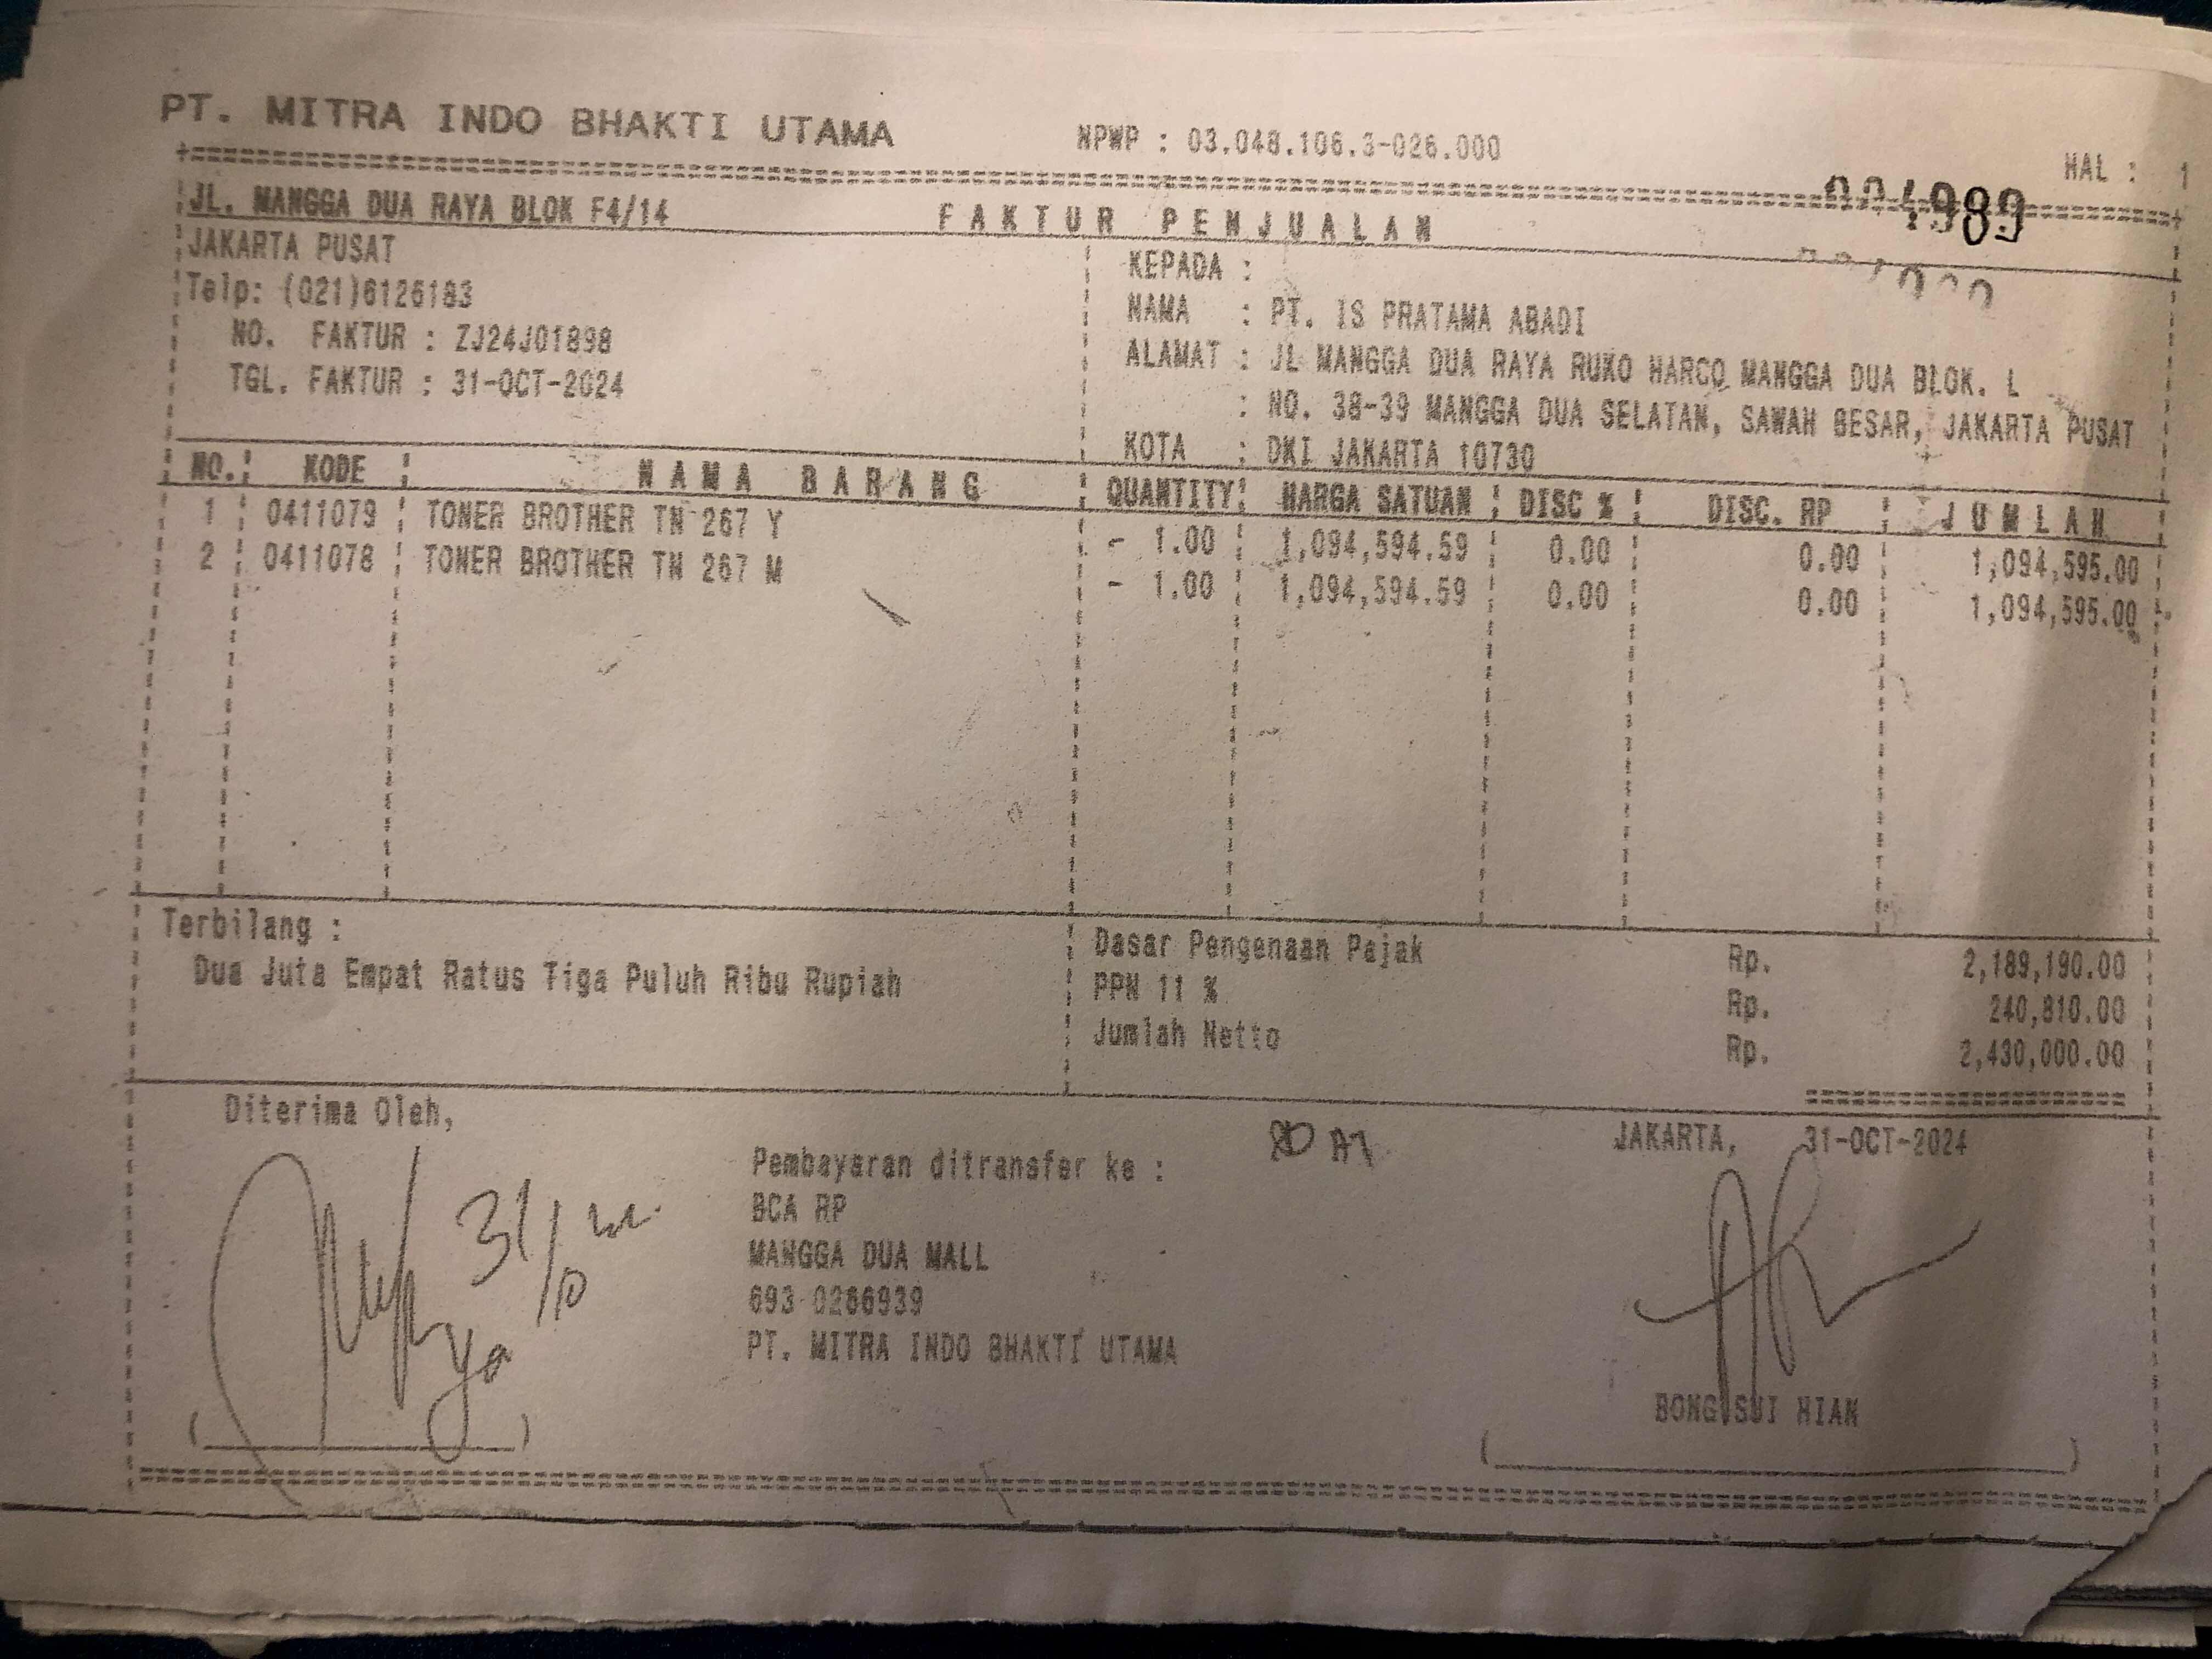 PT. MITRA INDO BHAKTI UTAMA NPWP : 03.048.106.3-026.000 HAL : 1
JL. MANGGA DUA RAYA BLOK F4/14 FAKTUR PENJUALAN
JAKARTA PUSAT KEPADA :
Telp: (021)6126183 NAMA : PT. IS PRATAMA ABADI
NO. FAKTUR : ZJ24J01898 ALAMAT : JL MANGGA DUA RAYA RUKO HARCO MANGGA DUA BLOK. L
TGL. FAKTUR : 31-OCT-2024 : NO. 38-39 MANGGA DUA SELATAN, SAWAH BESAR, JAKARTA PUSAT
KOTA : DKI JAKARTA 10730
NO. KODE NAMA BARANG QUANTITY HARGA SATUAN DISC % DISC. RP JUMLAH
1 0411079 TONER BROTHER TN 267 Y - 1.00 1,094,594.59 0.00 0.00 1,094,595.00
2 0411078 TONER BROTHER TN 267 M - 1.00 1,094,594.59 0.00 0.00 1,094,595.00
Terbilang : Dasar Pengenaan Pajak Rp. 2,189,190.00
Dua Juta Empat Ratus Tiga Puluh Ribu Rupiah PPN 11 % Rp. 240,810.00
Jumlah Netto Rp. 2,430,000.00
Diterima Oleh, JAKARTA, 31-OCT-2024
Pembayaran ditransfer ke :
BCA RP
MANGGA DUA MALL
693 0266939
PT. MITRA INDO BHAKTI UTAMA
31/10
BONG SUI HIAN